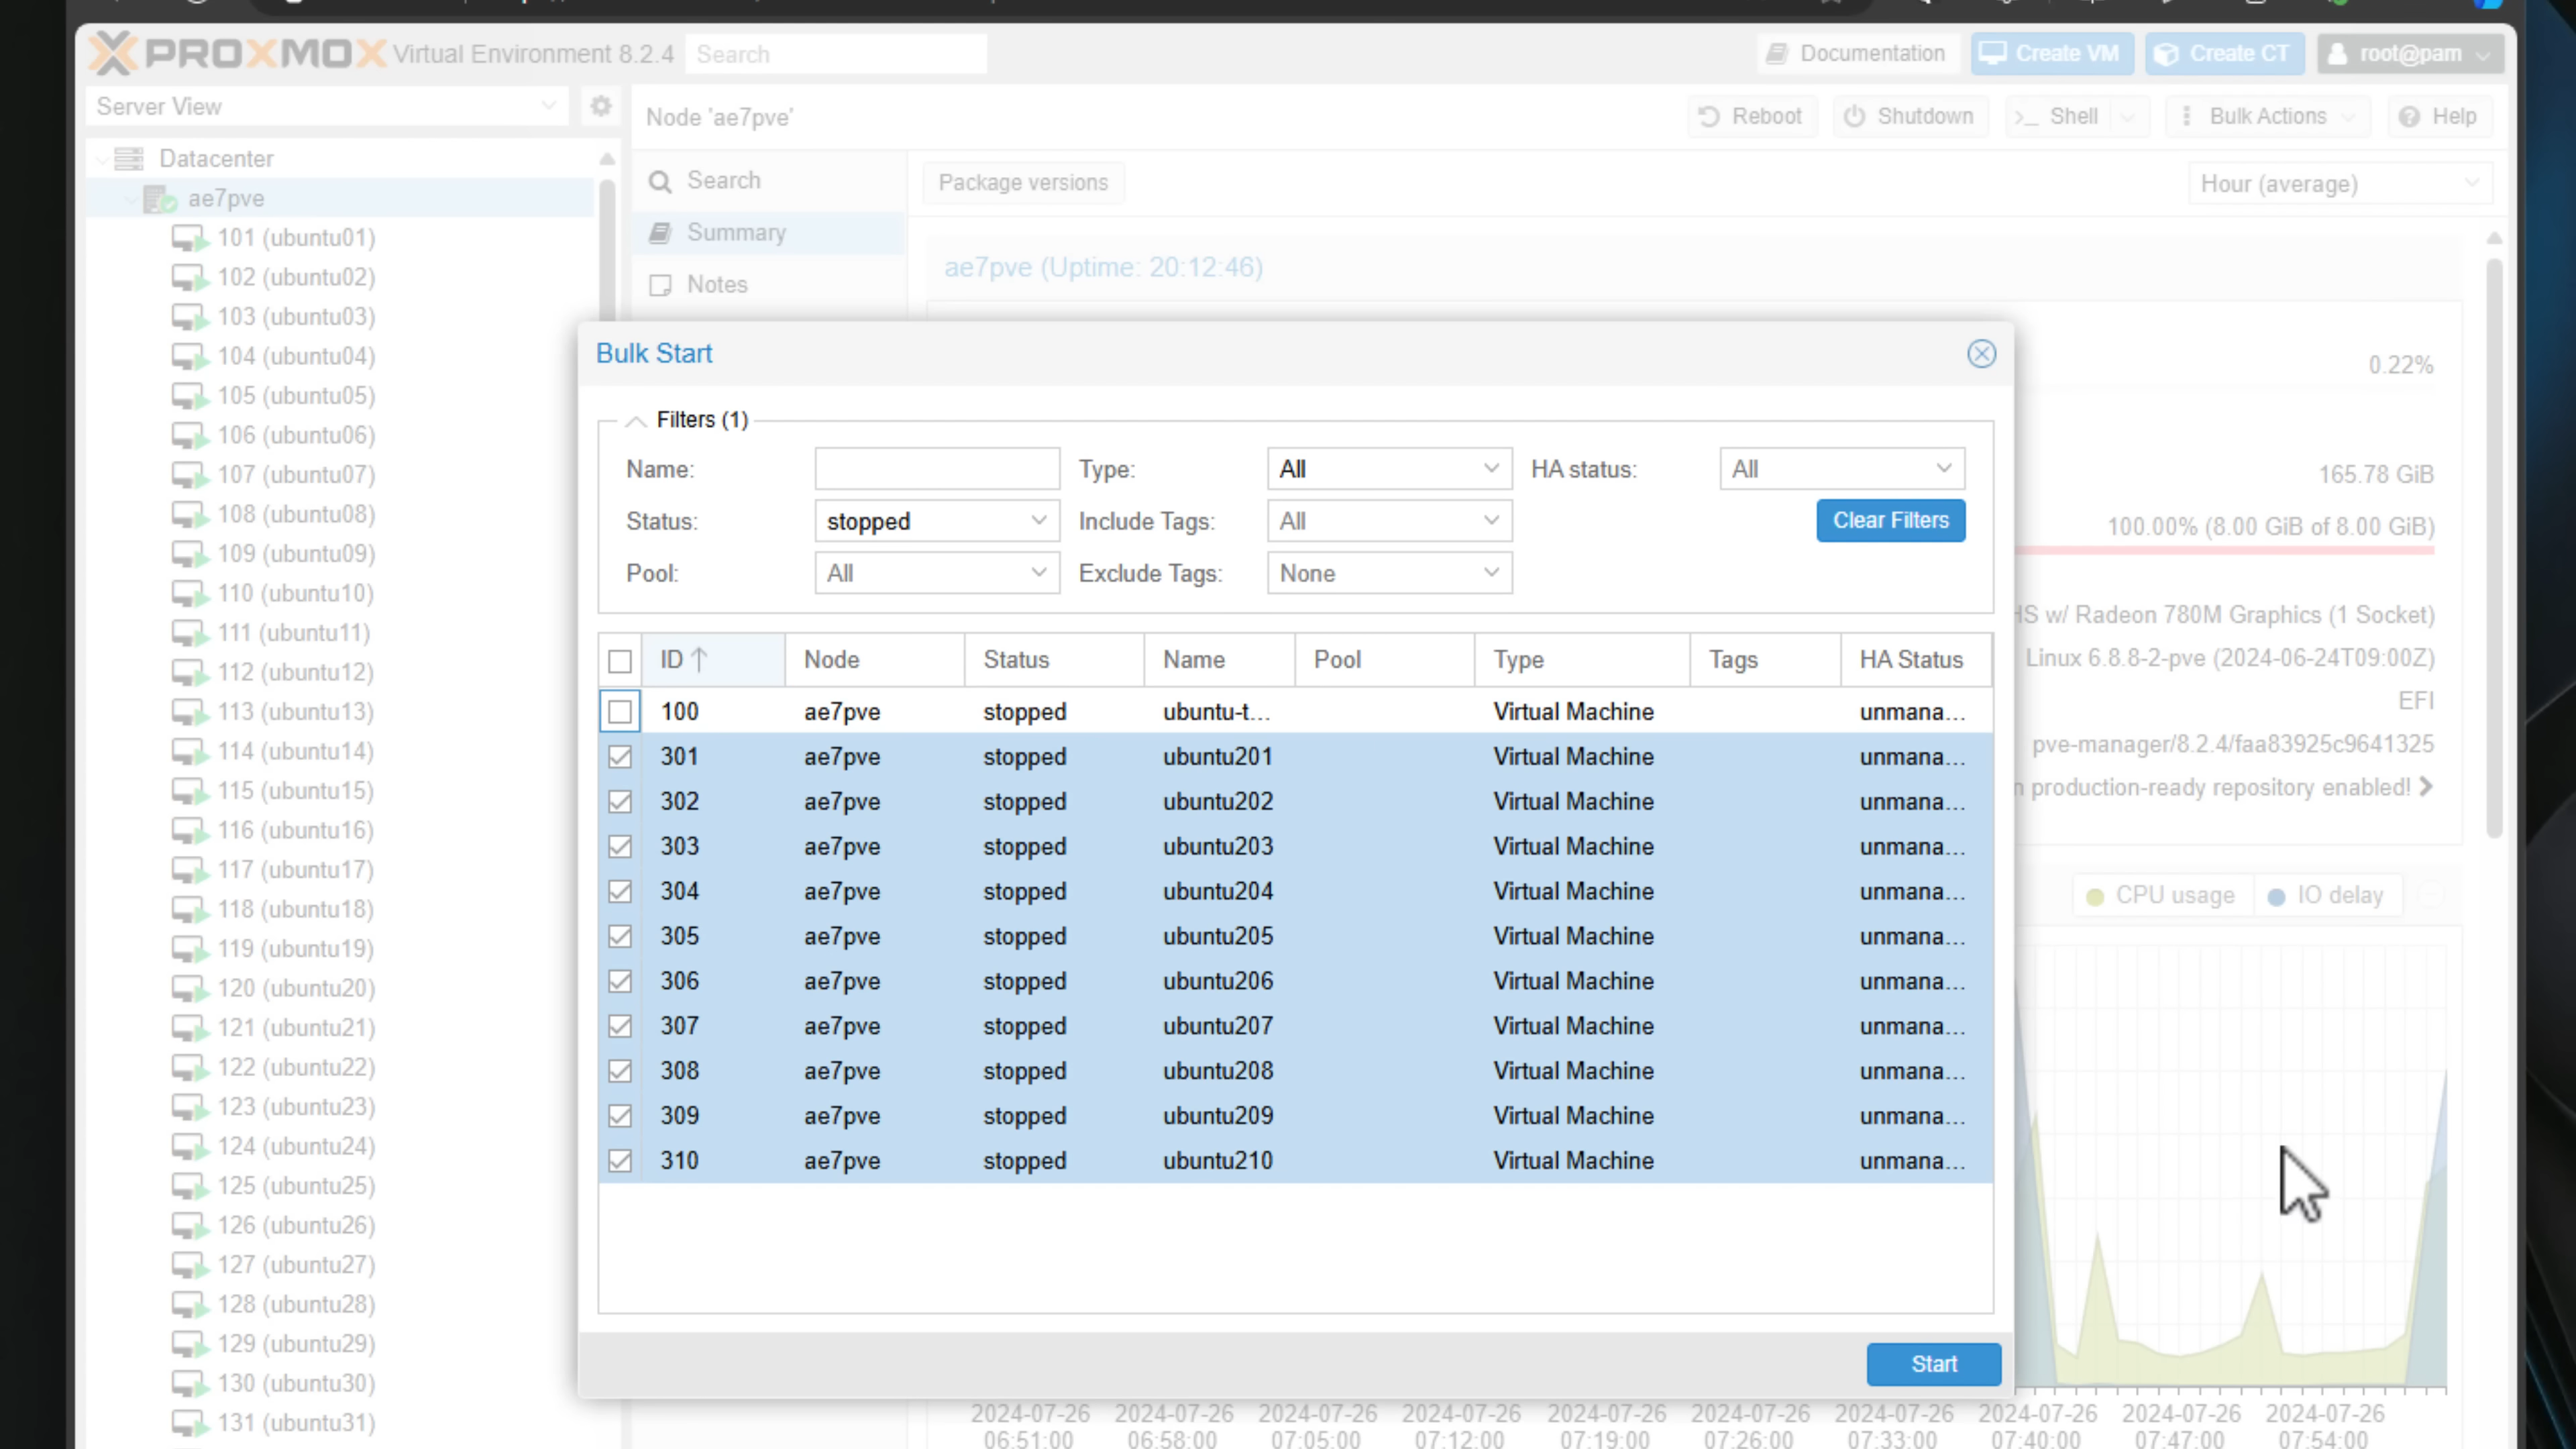 PROXMOX Virtual Environment 8.2.4 Search Documentation Create VM Create CT root@pam
Server View
Node 'ae7pve' Reboot Shutdown Shell Bulk Actions Help
Datacenter
ae7pve
101 (ubuntu01)
102 (ubuntu02)
103 (ubuntu03)
104 (ubuntu04)
105 (ubuntu05)
106 (ubuntu06)
107 (ubuntu07)
108 (ubuntu08)
109 (ubuntu09)
110 (ubuntu10)
111 (ubuntu11)
112 (ubuntu12)
113 (ubuntu13)
114 (ubuntu14)
115 (ubuntu15)
116 (ubuntu16)
117 (ubuntu17)
118 (ubuntu18)
119 (ubuntu19)
120 (ubuntu20)
121 (ubuntu21)
122 (ubuntu22)
123 (ubuntu23)
124 (ubuntu24)
125 (ubuntu25)
126 (ubuntu26)
127 (ubuntu27)
128 (ubuntu28)
129 (ubuntu29)
130 (ubuntu30)
131 (ubuntu31)
Search
Summary
Notes
Package versions Hour (average)
ae7pve (Uptime: 20:12:46)
Bulk Start
Filters (1)
Name: Type: All HA status: All
Status: stopped Include Tags: All Clear Filters
Pool: All Exclude Tags: None
ID Node Status Name Pool Type Tags HA Status
100 ae7pve stopped ubuntu-t... Virtual Machine unmana...
301 ae7pve stopped ubuntu201 Virtual Machine unmana...
302 ae7pve stopped ubuntu202 Virtual Machine unmana...
303 ae7pve stopped ubuntu203 Virtual Machine unmana...
304 ae7pve stopped ubuntu204 Virtual Machine unmana...
305 ae7pve stopped ubuntu205 Virtual Machine unmana...
306 ae7pve stopped ubuntu206 Virtual Machine unmana...
307 ae7pve stopped ubuntu207 Virtual Machine unmana...
308 ae7pve stopped ubuntu208 Virtual Machine unmana...
309 ae7pve stopped ubuntu209 Virtual Machine unmana...
310 ae7pve stopped ubuntu210 Virtual Machine unmana...
Start
0.22%
165.78 GiB
100.00% (8.00 GiB of 8.00 GiB)
HS w/ Radeon 780M Graphics (1 Socket)
Linux 6.8.8-2-pve (2024-06-24T09:00Z)
EFI
pve-manager/8.2.4/faa83925c9641325
production-ready repository enabled!
CPU usage IO delay
2024-07-26 2024-07-26 2024-07-26 2024-07-26 2024-07-26 2024-07-26 2024-07-26 2024-07-26 2024-07-26 2024-07-26
06:51:00 06:58:00 07:05:00 07:12:00 07:19:00 07:26:00 07:33:00 07:40:00 07:47:00 07:54:00